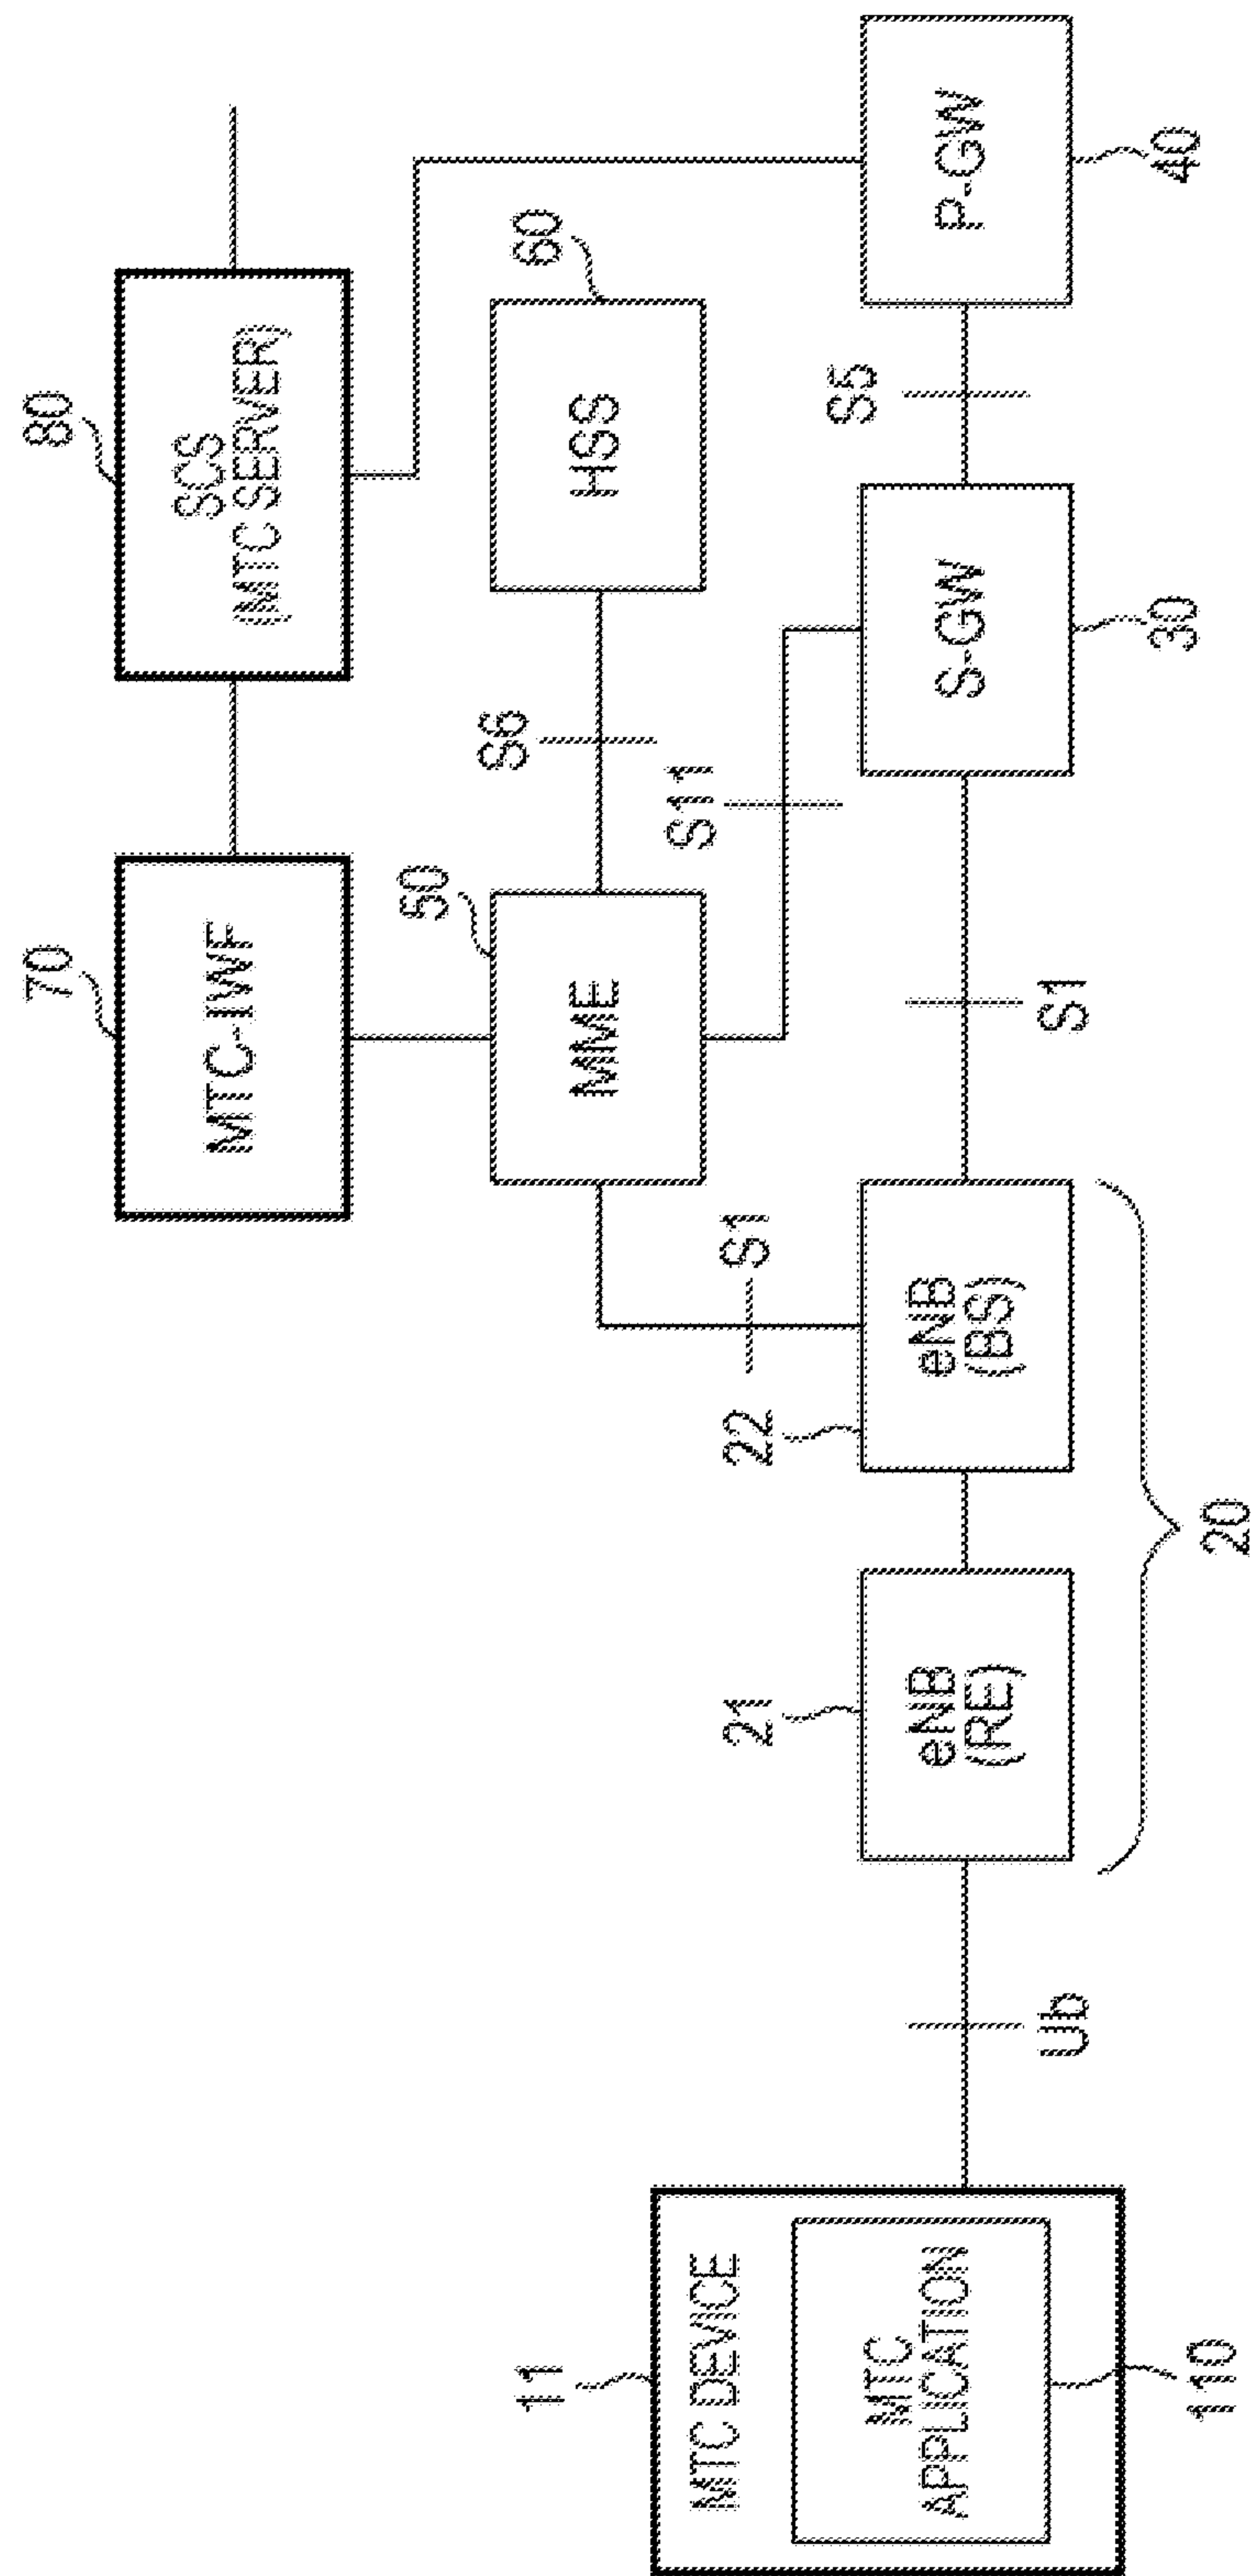 70
MTC-IWF
80
SCS
(MTC SERVER)
50
MME
S6
60
HSS
S11
S1
11
MTC DEVICE
MTC
APPLICATION
110
Ub
21
eNB
(RE)
22
eNB
(BS)
20
S1
S-GW
30
S5
P-GW
40